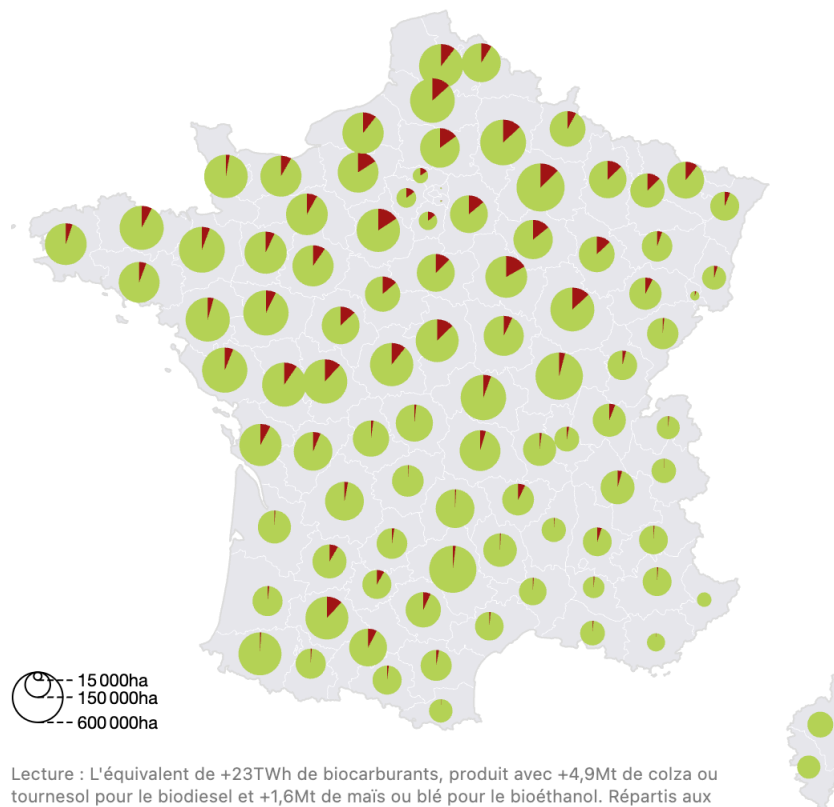 15 000ha
150 000ha
600 000ha
Lecture : L'équivalent de +23TWh de biocarburants, produit avec +4,9Mt de colza ou
tournesol pour le biodiesel et +1,6Mt de maïs ou blé pour le bioéthanol. Répartis aux